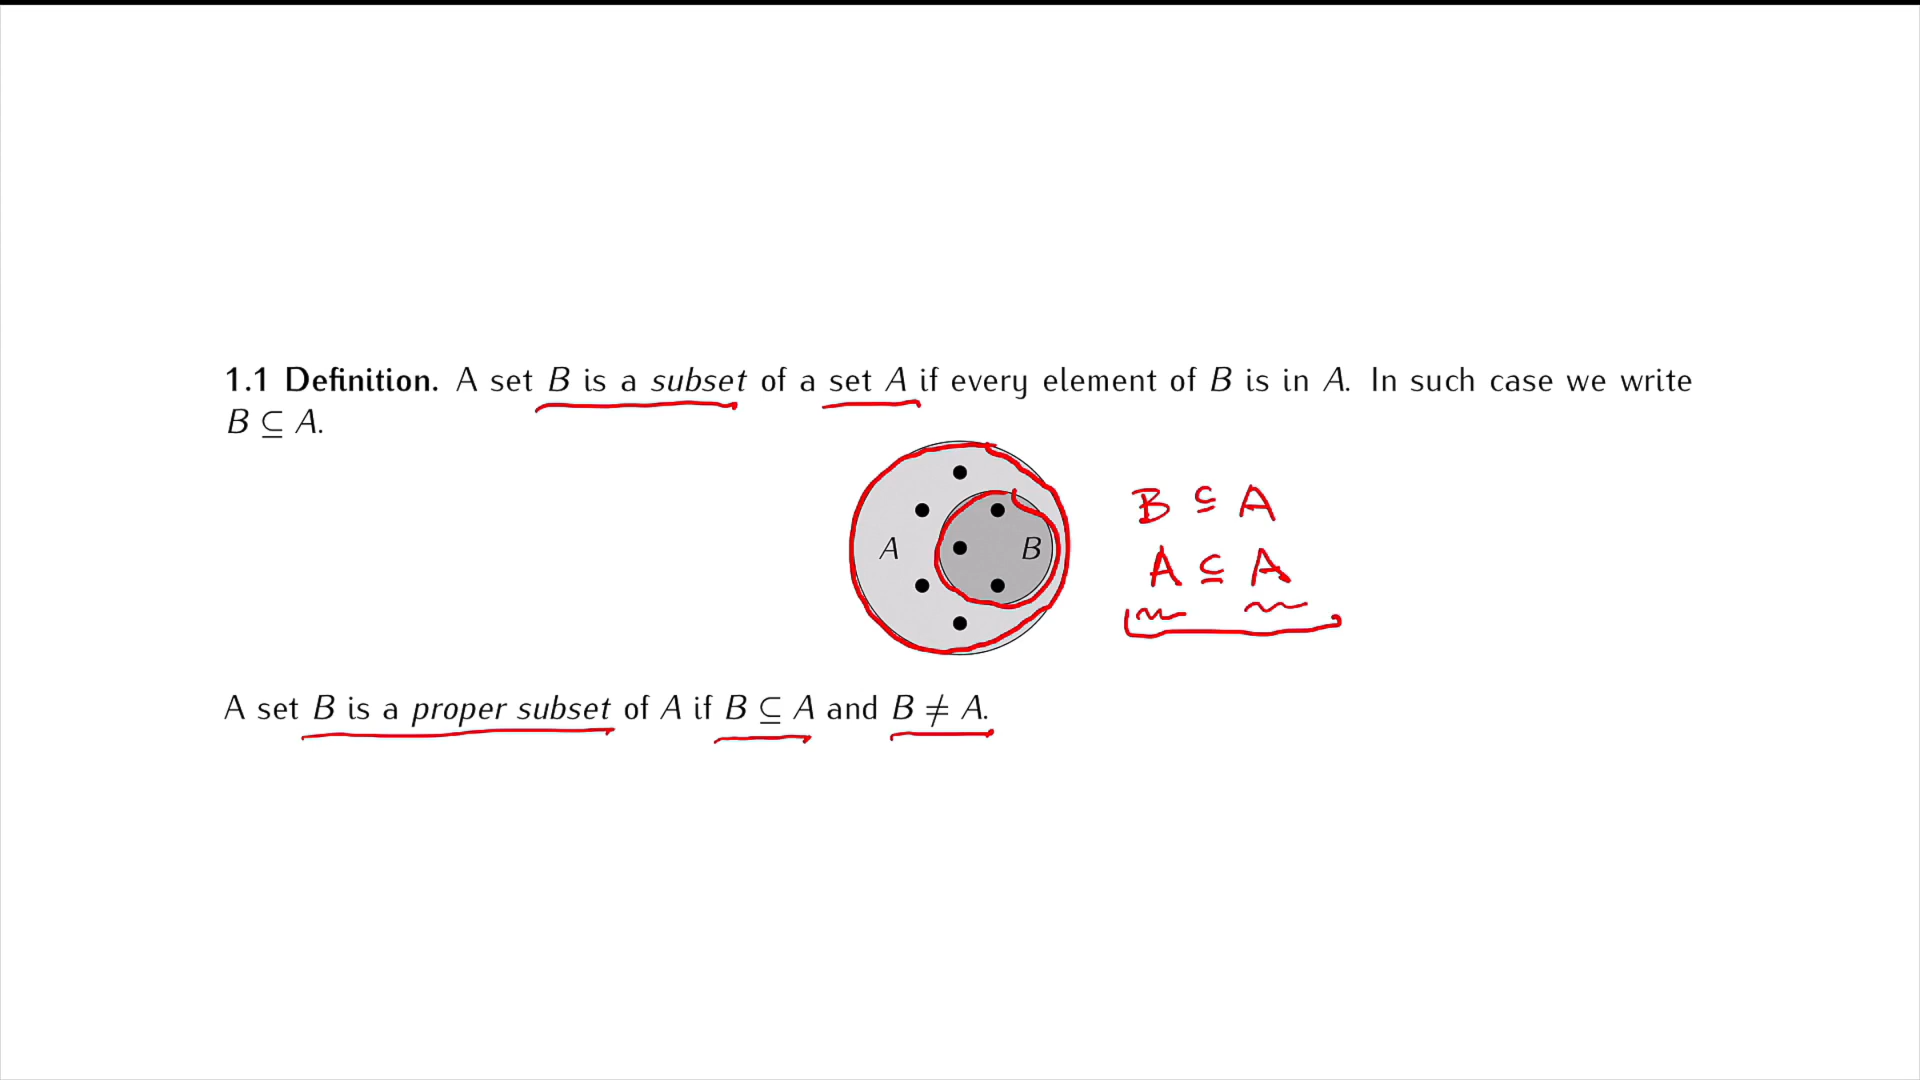 1.1 Definition. A set B is a subset of a set A if every element of B is in A. In such case we write
B ⊆ A.
A B
B ⊆ A
A ⊆ A
A set B is a proper subset of A if B ⊆ A and B ≠ A.